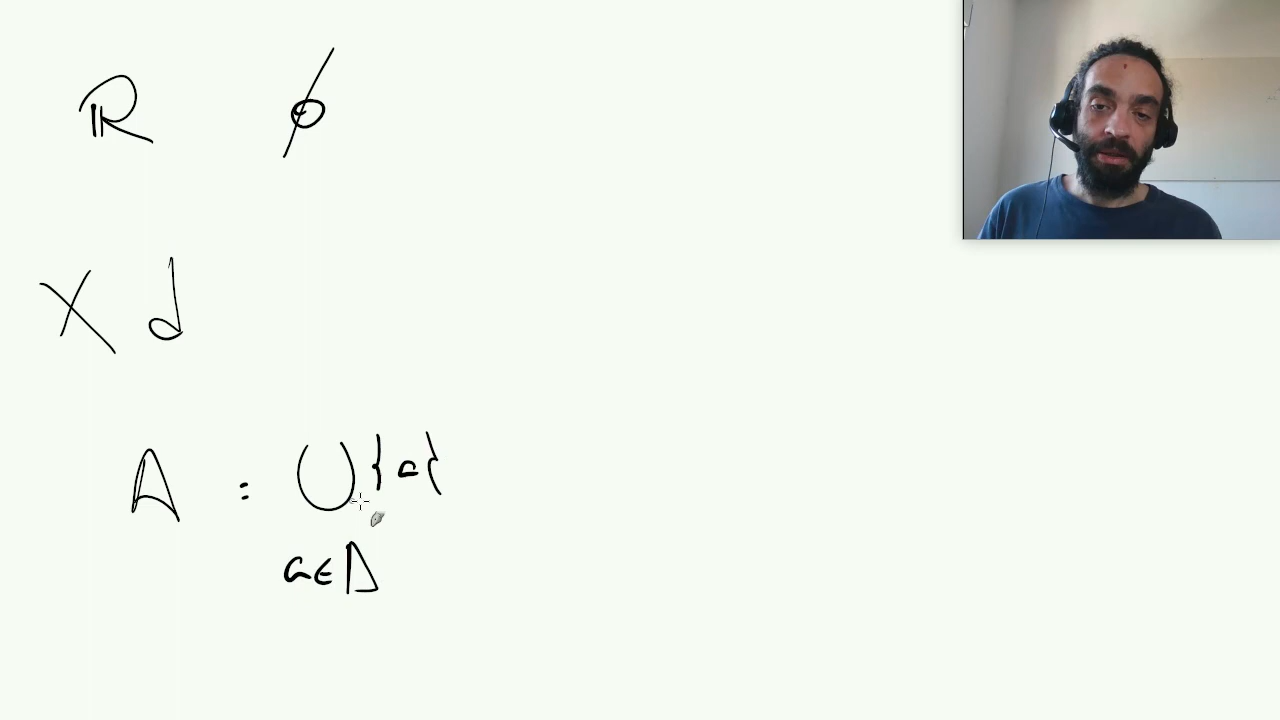 ℝ ∅
X d
A = ⋃ {a}
a ∈ A